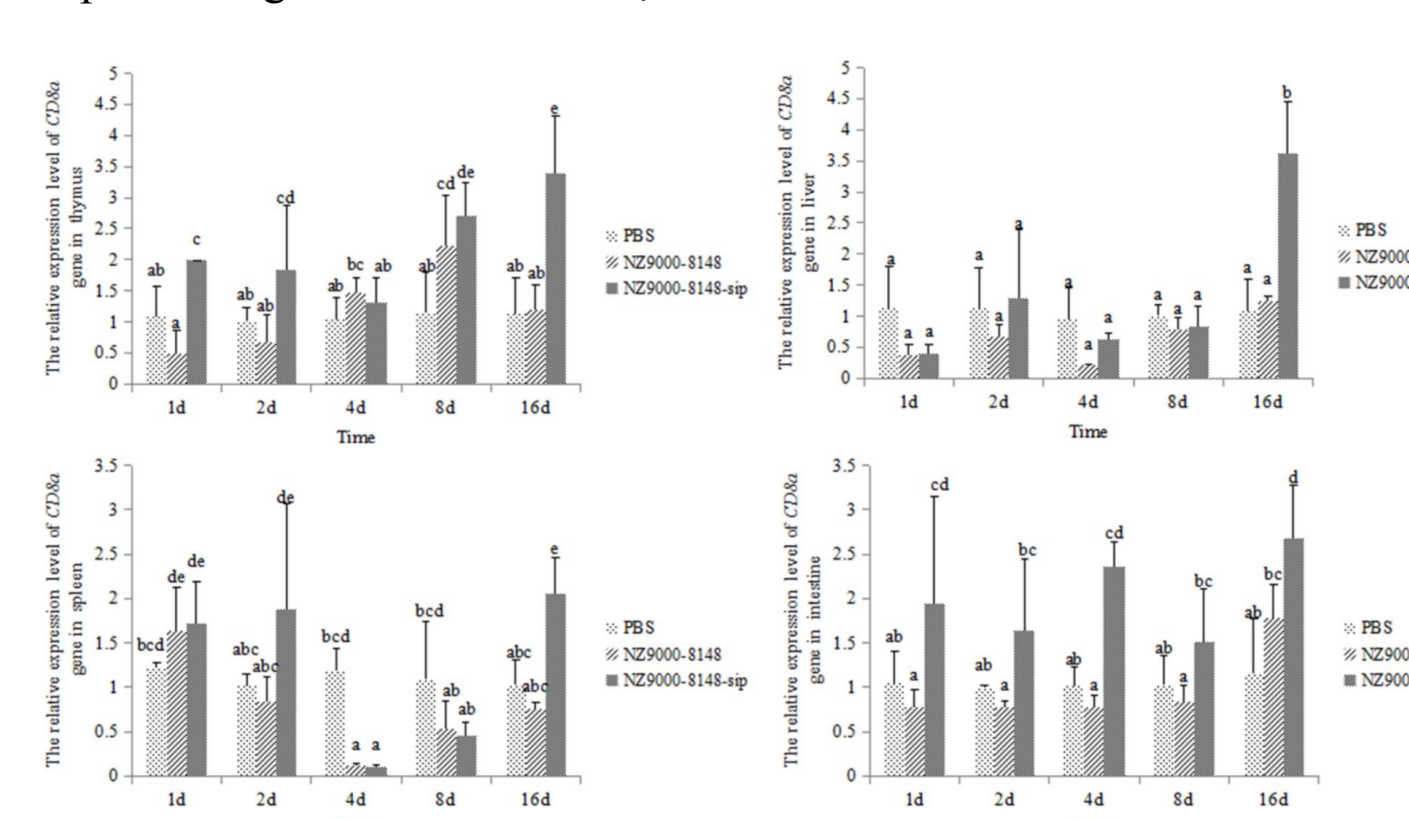 The relative expression level of CD8a
gene in thymus
5
4.5
4
3.5
3
2.5
2
1.5
1
0.5
0
ab
a
c
ab
ab
cd
ab
bc
ab
ab
cd
de
ab
ab
e
1d
2d
4d
8d
16d
Time
PBS
NZ9000-8148
NZ9000-8148-sip
The relative expression level of CD8a
gene in liver
5
4.5
4
3.5
3
2.5
2
1.5
1
0.5
0
a
a
a
a
a
a
a
a
a
a
a
a
a
a
b
1d
2d
4d
8d
16d
Time
PBS
NZ9000
NZ9000
The relative expression level of CD8a
gene in spleen
3.5
3
2.5
2
1.5
1
0.5
0
bcd
de
de
abc
abc
de
bcd
a
a
bcd
ab
ab
abc
abc
e
1d
2d
4d
8d
16d
PBS
NZ9000-8148
NZ9000-8148-sip
The relative expression level of CD8a
gene in intestine
3.5
3
2.5
2
1.5
1
0.5
0
ab
a
cd
ab
a
bc
ab
a
cd
ab
a
bc
ab
bc
d
1d
2d
4d
8d
16d
PBS
NZ900
NZ900